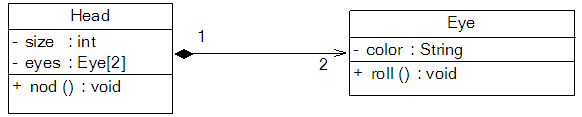 Head
- size : int
- eyes : Eye[2]
+ nod () : void
1
2
Eye
- color : String
+ roll () : void